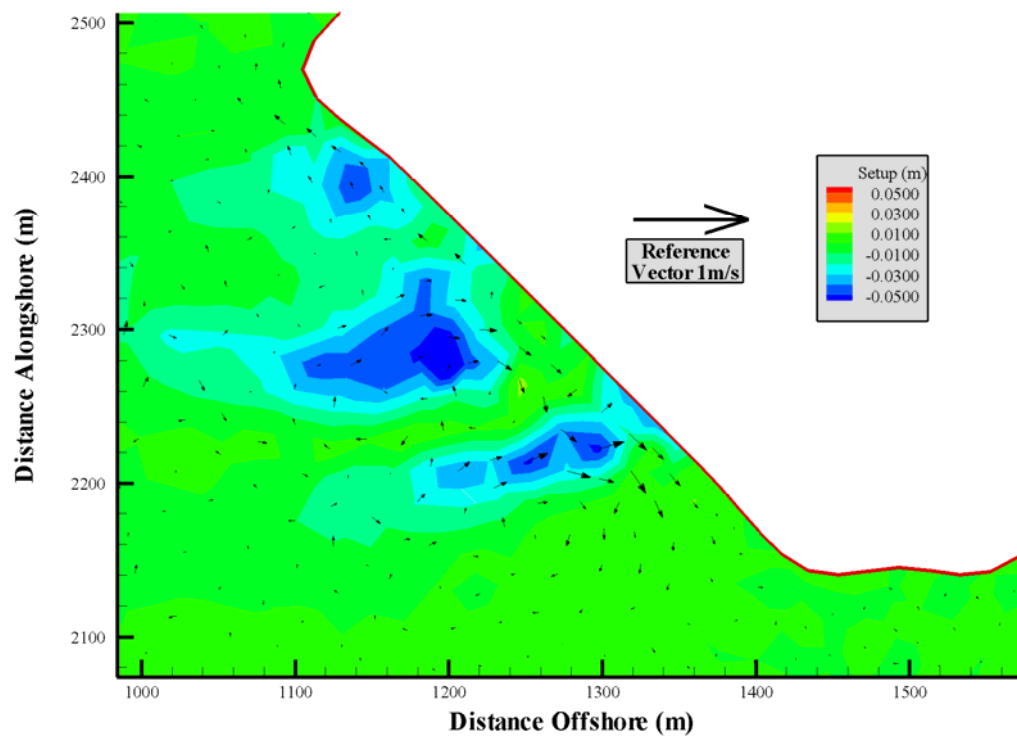 2500
2400
2300
2200
2100
Distance Alongshore (m)
1000 1100 1200 1300 1400 1500
Distance Offshore (m)
Reference
Vector 1m/s
Setup (m)
0.0500
0.0300
0.0100
-0.0100
-0.0300
-0.0500